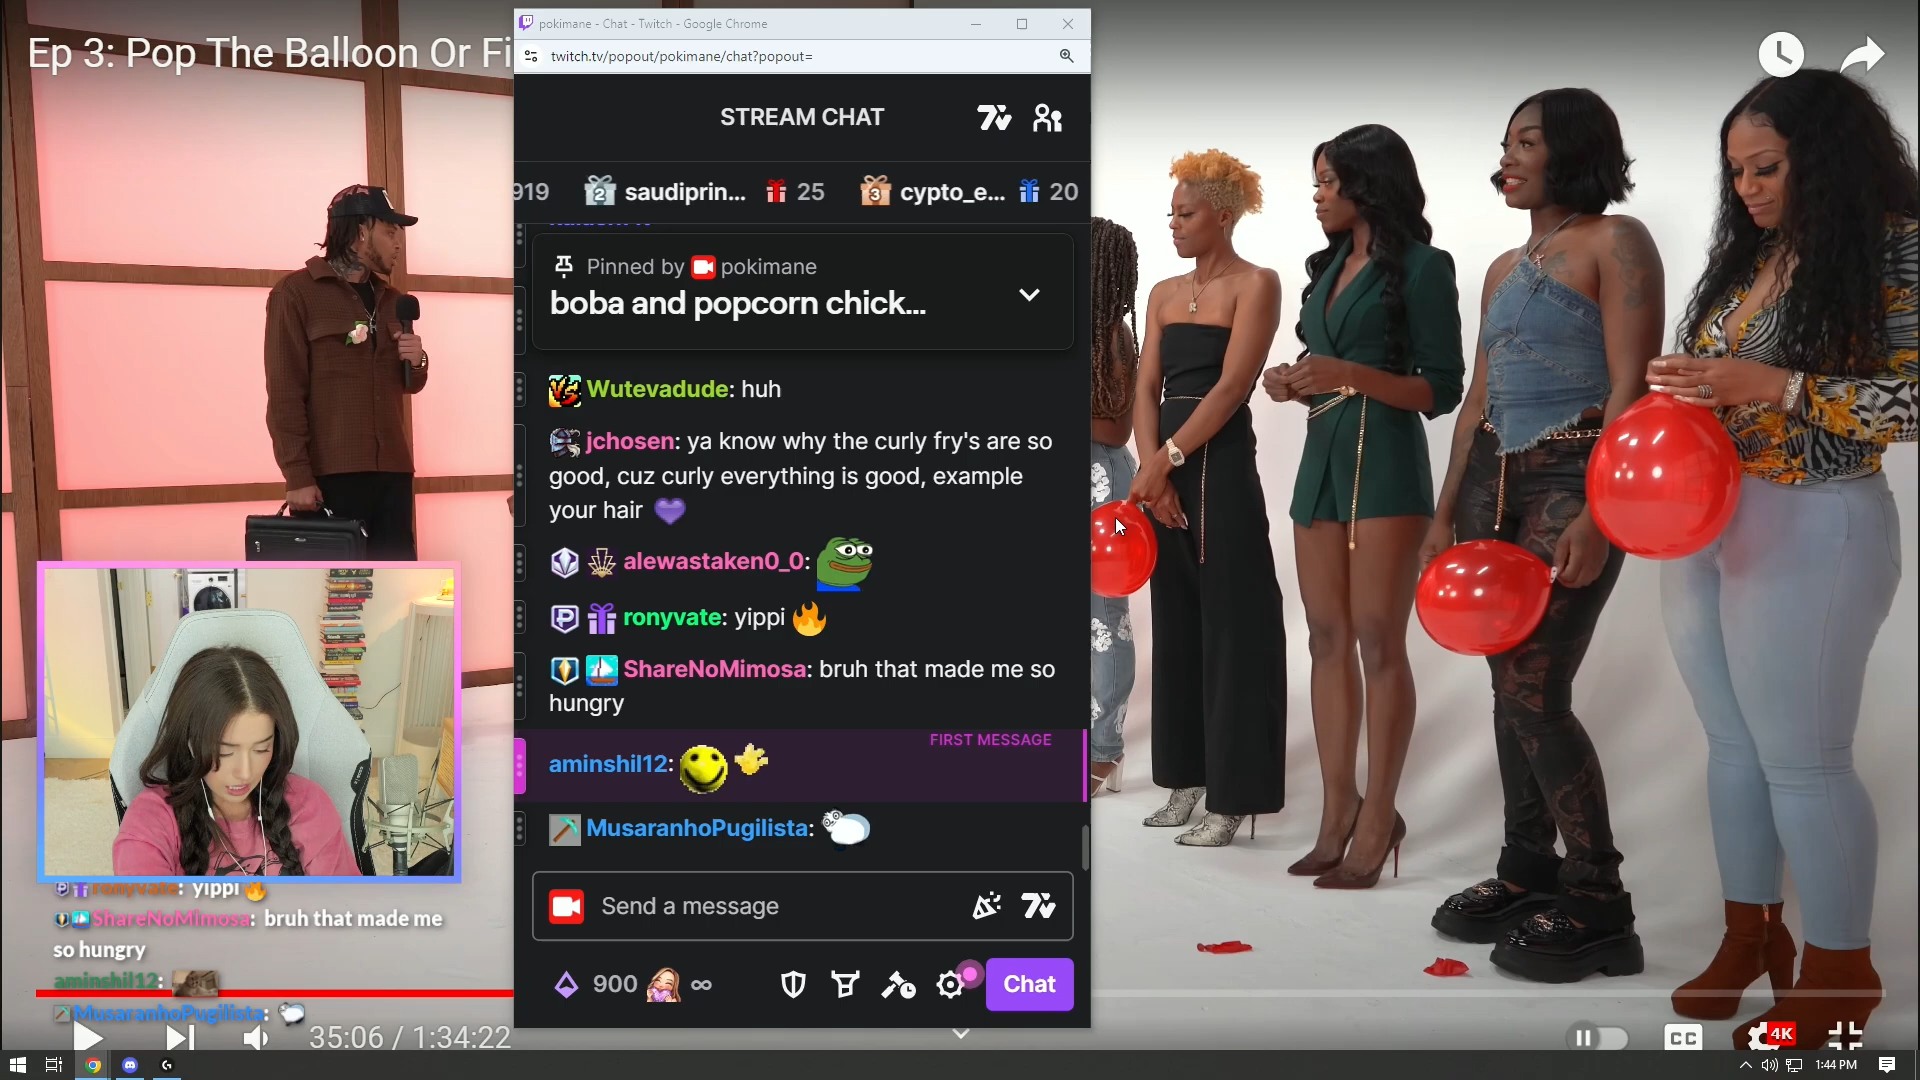 pokimane - Chat - Twitch - Google Chrome
Ep 3: Pop The Balloon Or Fi
twitch.tv/popout/pokimane/chat?popout=
STREAM CHAT
919 2 saudiprin... 25 3 cypto_e... 20
Pinned by pokimane
boba and popcorn chick...
Wutevadude: huh
jchosen: ya know why the curly fry's are so
good, cuz curly everything is good, example
your hair
alewastaken0_0:
ronyvate: yippi
ShareNoMimosa: bruh that made me so
hungry
FIRST MESSAGE
aminshil12:
MusaranhoPugilista:
Send a message
900 ∞ Chat
ronyvate: yippi
ShareNoMimosa: bruh that made me
so hungry
aminshil12:
MusaranhoPugilista:
35:06 / 1:34:22
CC
4K
1:44 PM